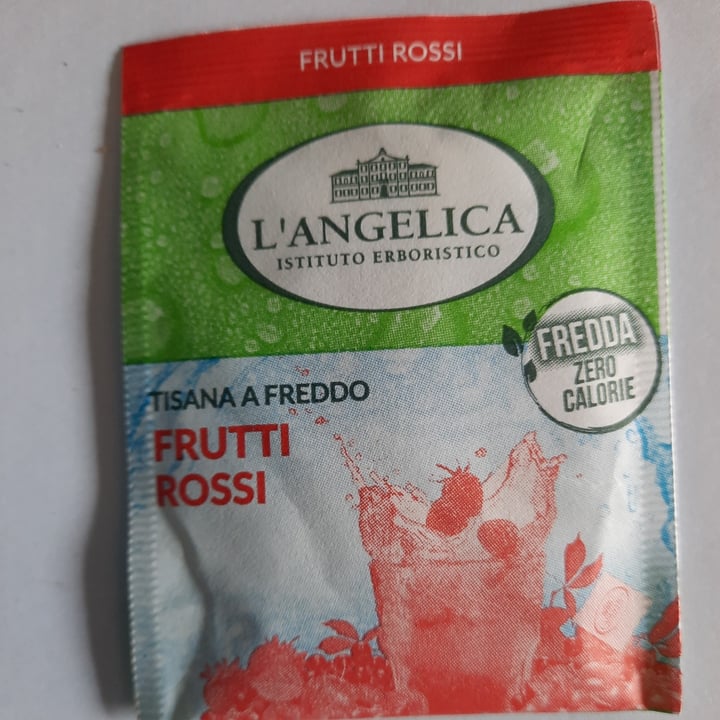 FRUTTI ROSSI
L'ANGELICA
ISTITUTO ERBORISTICO
FREDDA
ZERO
CALORIE
TISANA A FREDDO
FRUTTI
ROSSI